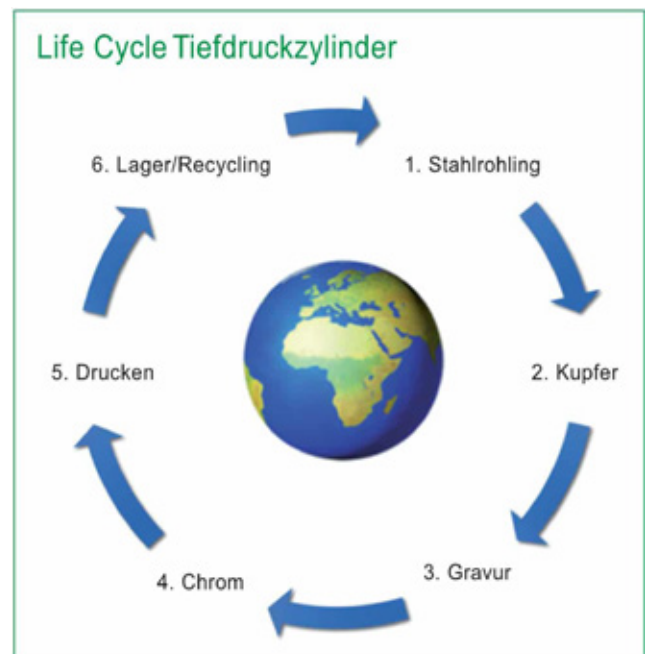 Life Cycle Tiefdruckzylinder
1. Stahlrohling
2. Kupfer
3. Gravur
4. Chrom
5. Drucken
6. Lager/Recycling